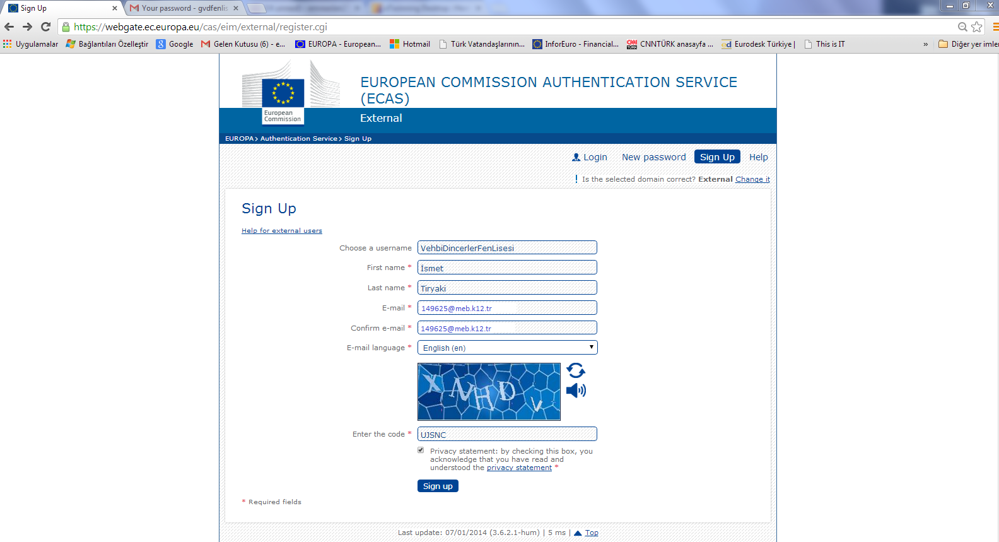 Sign Up
Your password - gvdfenlis
https://webgate.ec.europa.eu/cas/eim/external/register.cgi
Uygulamalar Bağlantıları Özelleştir Google Gelen Kutusu (6) - e... EUROPA - European... Hotmail Türk Vatandaşlarının... InforEuro - Financial... CNNTÜRK anasayfa ... Eurodesk Türkiye | This is IT » Diğer yer imler
EUROPEAN COMMISSION AUTHENTICATION SERVICE
(ECAS)
European
Commission
External
EUROPA > Authentication Service > Sign Up
Login New password Sign Up Help
! Is the selected domain correct? External Change it
Sign Up
Help for external users
Choose a username VehbiDincerlerFenLisesi
First name * İsmet
Last name * Tiryaki
E-mail * 149625@meb.k12.tr
Confirm e-mail * 149625@meb.k12.tr
E-mail language * English (en)
XNHDV
Enter the code * UJSNC
Privacy statement: by checking this box, you
acknowledge that you have read and
understood the privacy statement *
Sign up
* Required fields
Last update: 07/01/2014 (3.6.2.1-hum) | 5 ms | Top